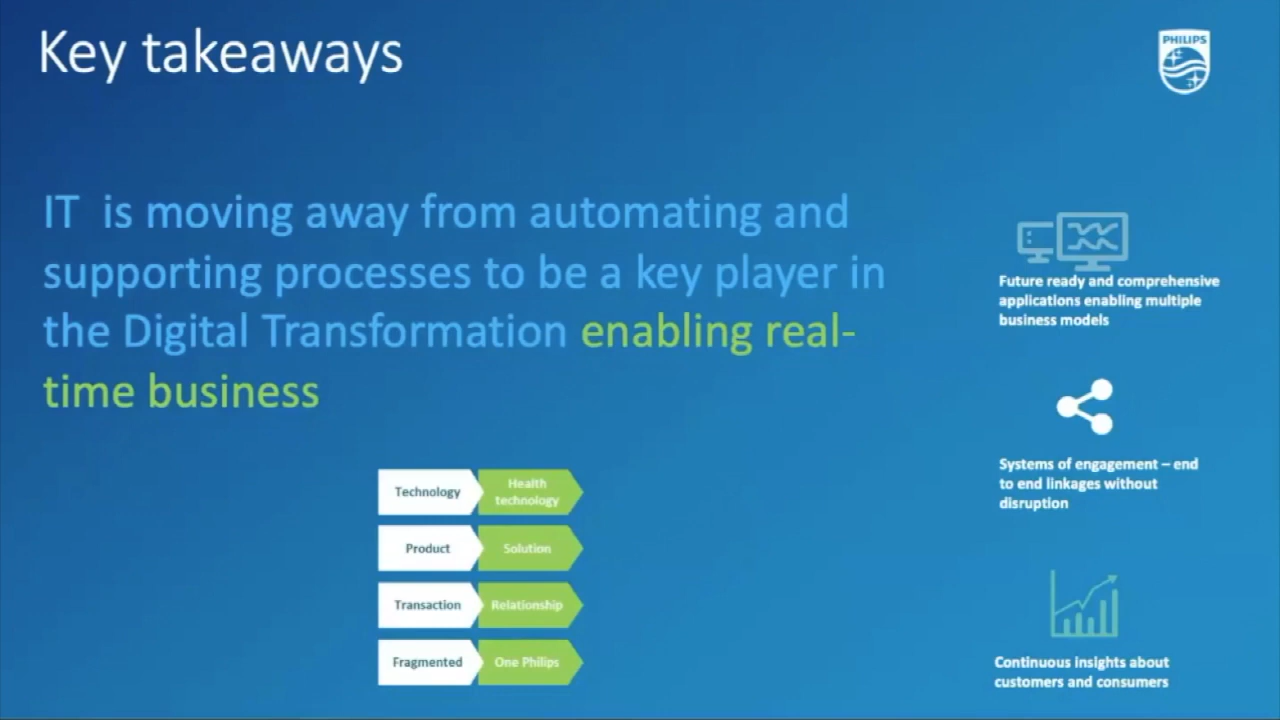 Key takeaways
PHILIPS
IT is moving away from automating and
supporting processes to be a key player in
the Digital Transformation enabling real-
time business
Future ready and comprehensive
applications enabling multiple
business models
Systems of engagement – end
to end linkages without
disruption
Technology
Health
technology
Product
Solution
Transaction
Relationship
Fragmented
One Philips
Continuous insights about
customers and consumers